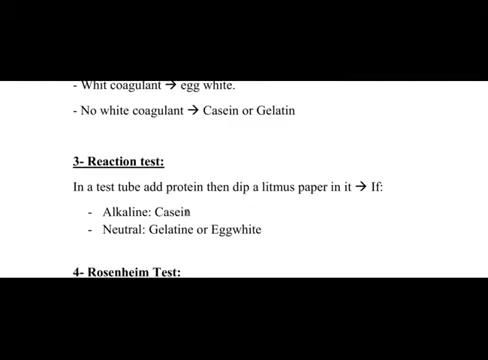 - Whit coagulant → egg white.
- No white coagulant → Casein or Gelatin
3- Reaction test:
In a test tube add protein then dip a litmus paper in it → If:
- Alkaline: Casein
- Neutral: Gelatine or Eggwhite
4- Rosenheim Test: